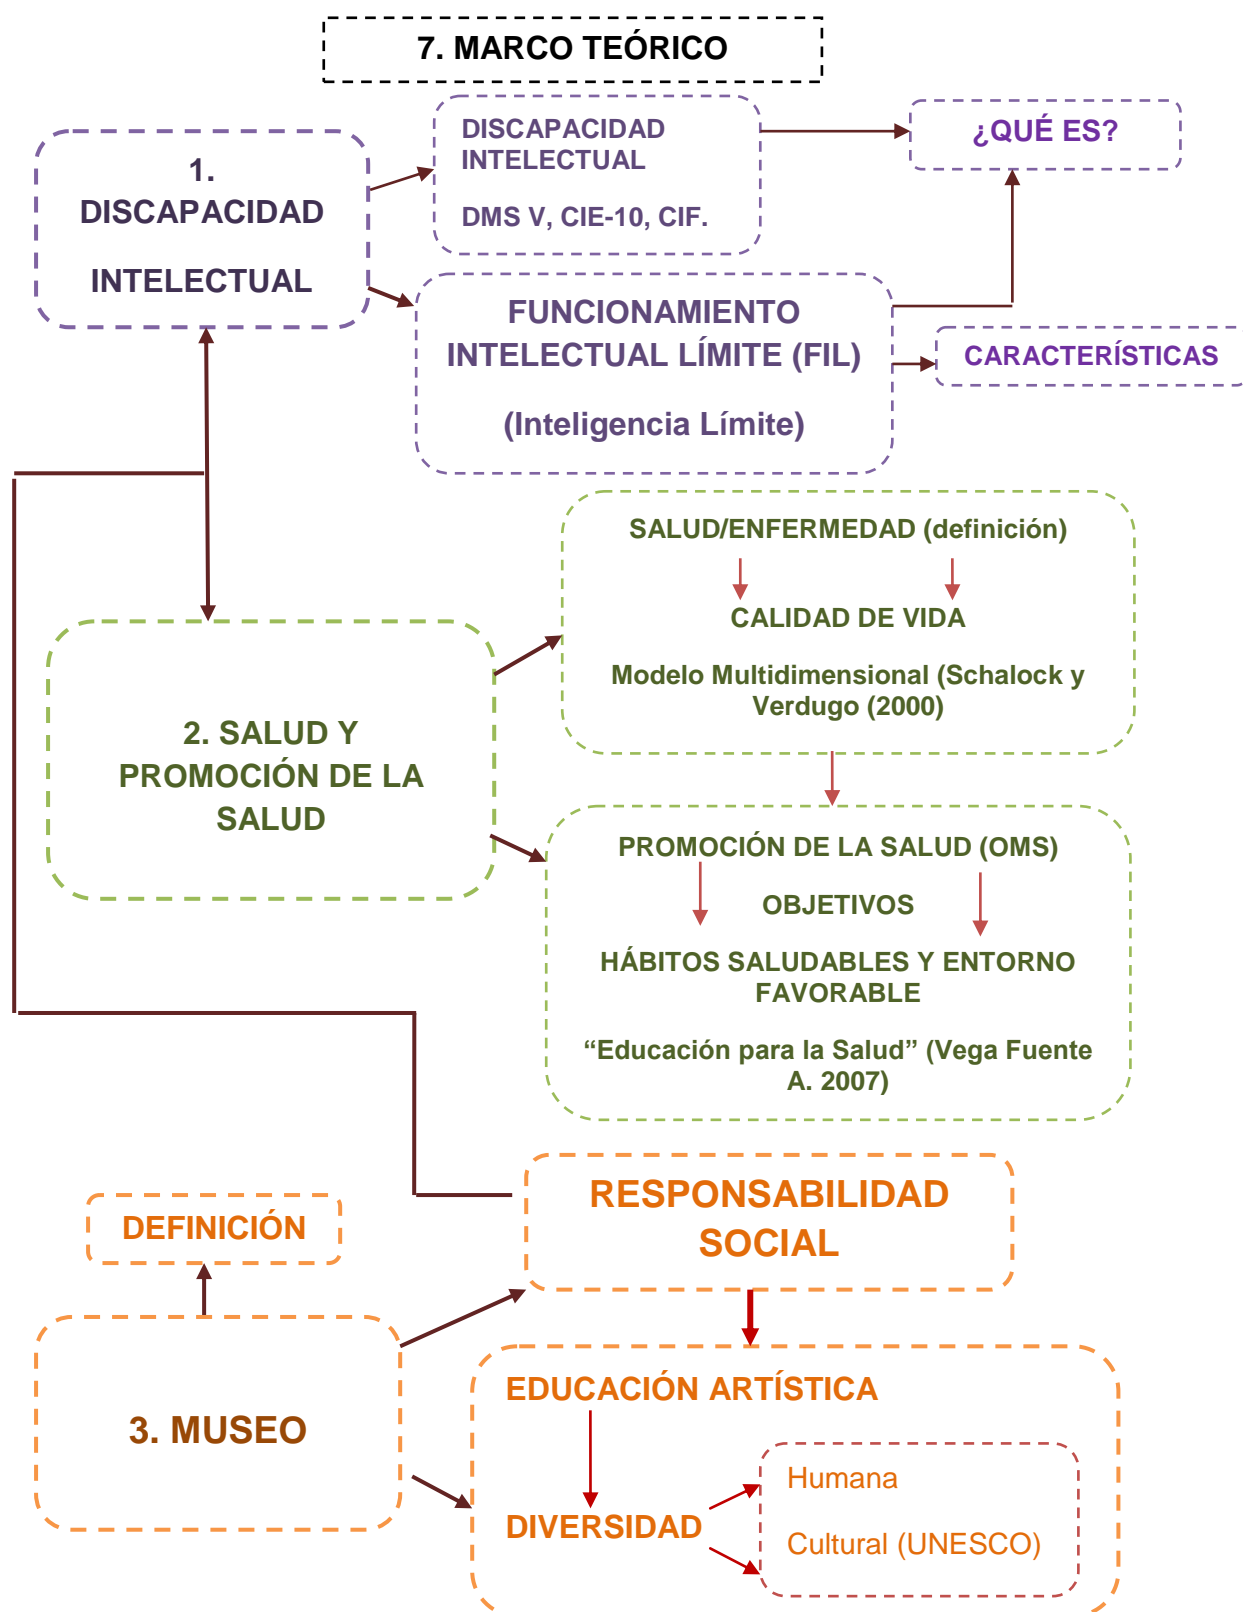 7. MARCO TEÓRICO
1.
DISCAPACIDAD
INTELECTUAL
DISCAPACIDAD
INTELECTUAL
DMS V, CIE-10, CIF.
¿QUÉ ES?
FUNCIONAMIENTO
INTELECTUAL LÍMITE (FIL)
(Inteligencia Límite)
CARACTERÍSTICAS
2. SALUD Y
PROMOCIÓN DE LA
SALUD
SALUD/ENFERMEDAD (definición)
CALIDAD DE VIDA
Modelo Multidimensional (Schalock y
Verdugo (2000)
PROMOCIÓN DE LA SALUD (OMS)
OBJETIVOS
HÁBITOS SALUDABLES Y ENTORNO
FAVORABLE
“Educación para la Salud” (Vega Fuente
A. 2007)
RESPONSABILIDAD
SOCIAL
DEFINICIÓN
3. MUSEO
EDUCACIÓN ARTÍSTICA
DIVERSIDAD
Humana
Cultural (UNESCO)